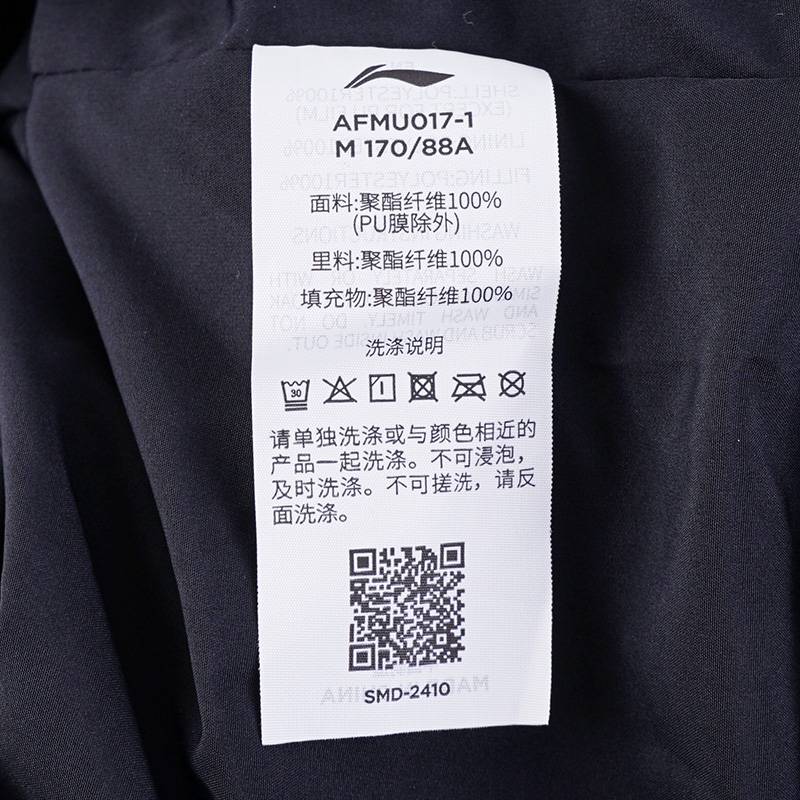 AFMU017-1
M 170/88A
面料:聚酯纤维100%
(PU膜除外)
里料:聚酯纤维100%
填充物:聚酯纤维100%
洗涤说明
30
请单独洗涤或与颜色相近的
产品一起洗涤。不可浸泡,
及时洗涤。不可搓洗,请反
面洗涤。
SMD-2410